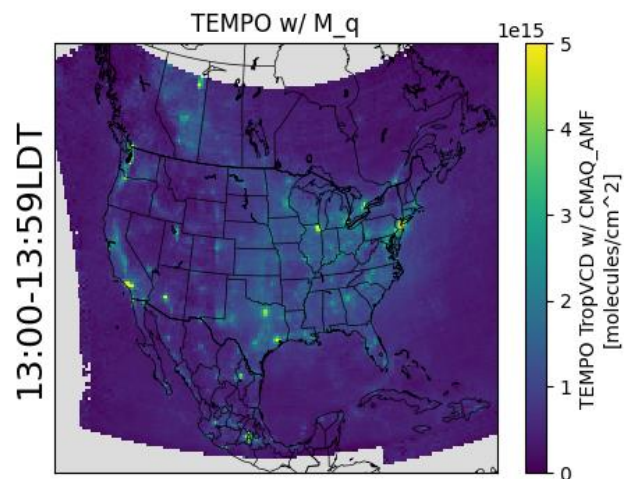 TEMPO w/ M_q
13:00-13:59LDT
1e15
5
4
3
2
1
0
TEMPO TropVCD w/ CMAQ_AMF
[molecules/cm^2]